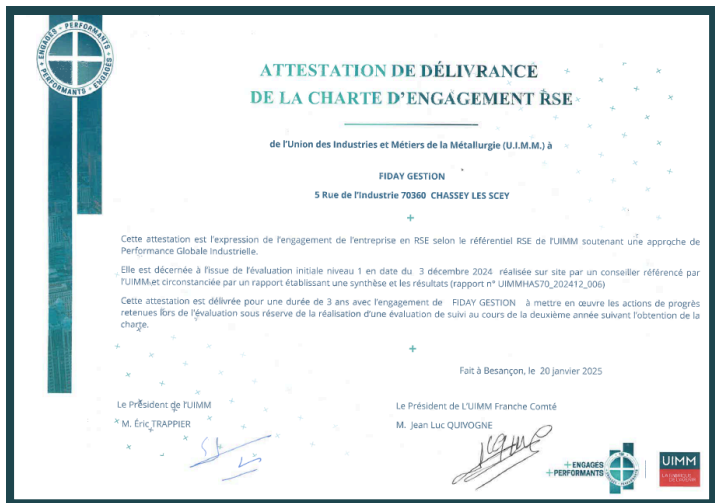 ENGAGÉS + PERFORMANTS + ENGAGÉS + PERFORMANTS
ATTESTATION DE DÉLIVRANCE
DE LA CHARTE D'ENGAGEMENT RSE
de l'Union des Industries et Métiers de la Métallurgie (U.I.M.M.) à
FIDAY GESTION
5 Rue de l'Industrie 70360 CHASSEY LES SCEY
Cette attestation est l'expression de l'engagement de l'entreprise en RSE selon le référentiel RSE de l'UIMM soutenant une approche de
Performance Globale Industrielle.
Elle est décernée à l'issue de l'évaluation initiale niveau 1 en date du 3 décembre 2024 réalisée sur site par un conseiller référencé par
l'UIMM et circonstanciée par un rapport établissant une synthèse et les résultats (rapport n° UIMMHAS70_202412_006)
Cette attestation est délivrée pour une durée de 3 ans avec l'engagement de FIDAY GESTION à mettre en œuvre les actions de progrès
retenues lors de l'évaluation sous réserve de la réalisation d'une évaluation de suivi au cours de la deuxième année suivant l'obtention de la
charte.
Fait à Besançon, le 20 janvier 2025
Le Président de l'UIMM
M. Éric TRAPPIER
Le Président de L'UIMM Franche Comté
M. Jean Luc QUIVOGNE
+ ENGAGÉS
+ PERFORMANTS
UIMM
LA FABRIQUE
DE L'AVENIR